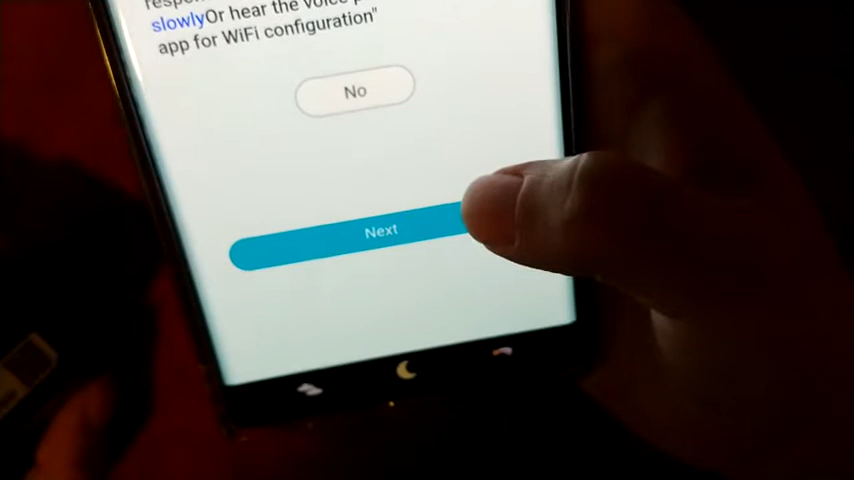 slowlyOr hear the voice
app for WiFi configuration"
No
Next